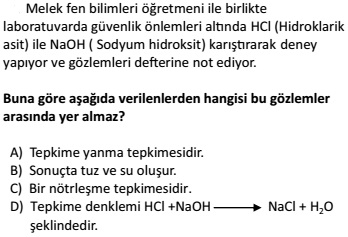 Melek fen bilimleri öğretmeni ile birlikte
laboratuvarda güvenlik önlemleri altında HCl (Hidroklarik
asit) ile NaOH ( Sodyum hidroksit) karıştırarak deney
yapıyor ve gözlemleri defterine not ediyor.
Buna göre aşağıda verilenlerden hangisi bu gözlemler
arasında yer almaz?
A) Tepkime yanma tepkimesidir.
B) Sonuçta tuz ve su oluşur.
C) Bir nötrleşme tepkimesidir.
D) Tepkime denklemi HCl +NaOH ⟶ NaCl + H₂O
şeklindedir.